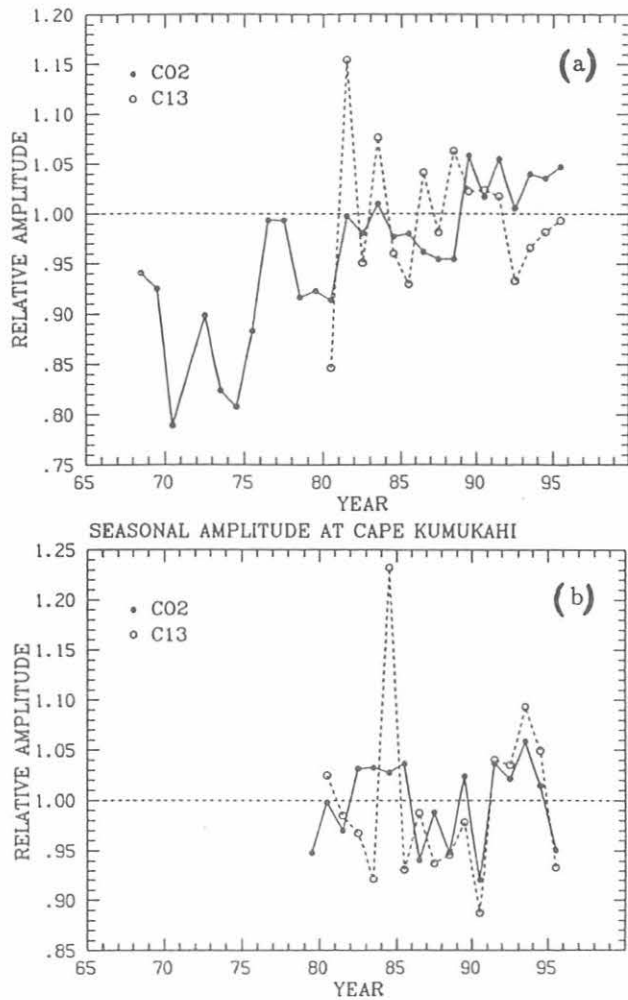 1.20
(a)
1.15
CO2
C13
1.10
1.05
1.00
.95
.90
.85
.80
.75
RELATIVE AMPLITUDE
65 70 75 80 85 90 95
YEAR
SEASONAL AMPLITUDE AT CAPE KUMUKAHI
1.25
(b)
1.20
CO2
C13
1.15
1.10
1.05
1.00
.95
.90
.85
RELATIVE AMPLITUDE
65 70 75 80 85 90 95
YEAR